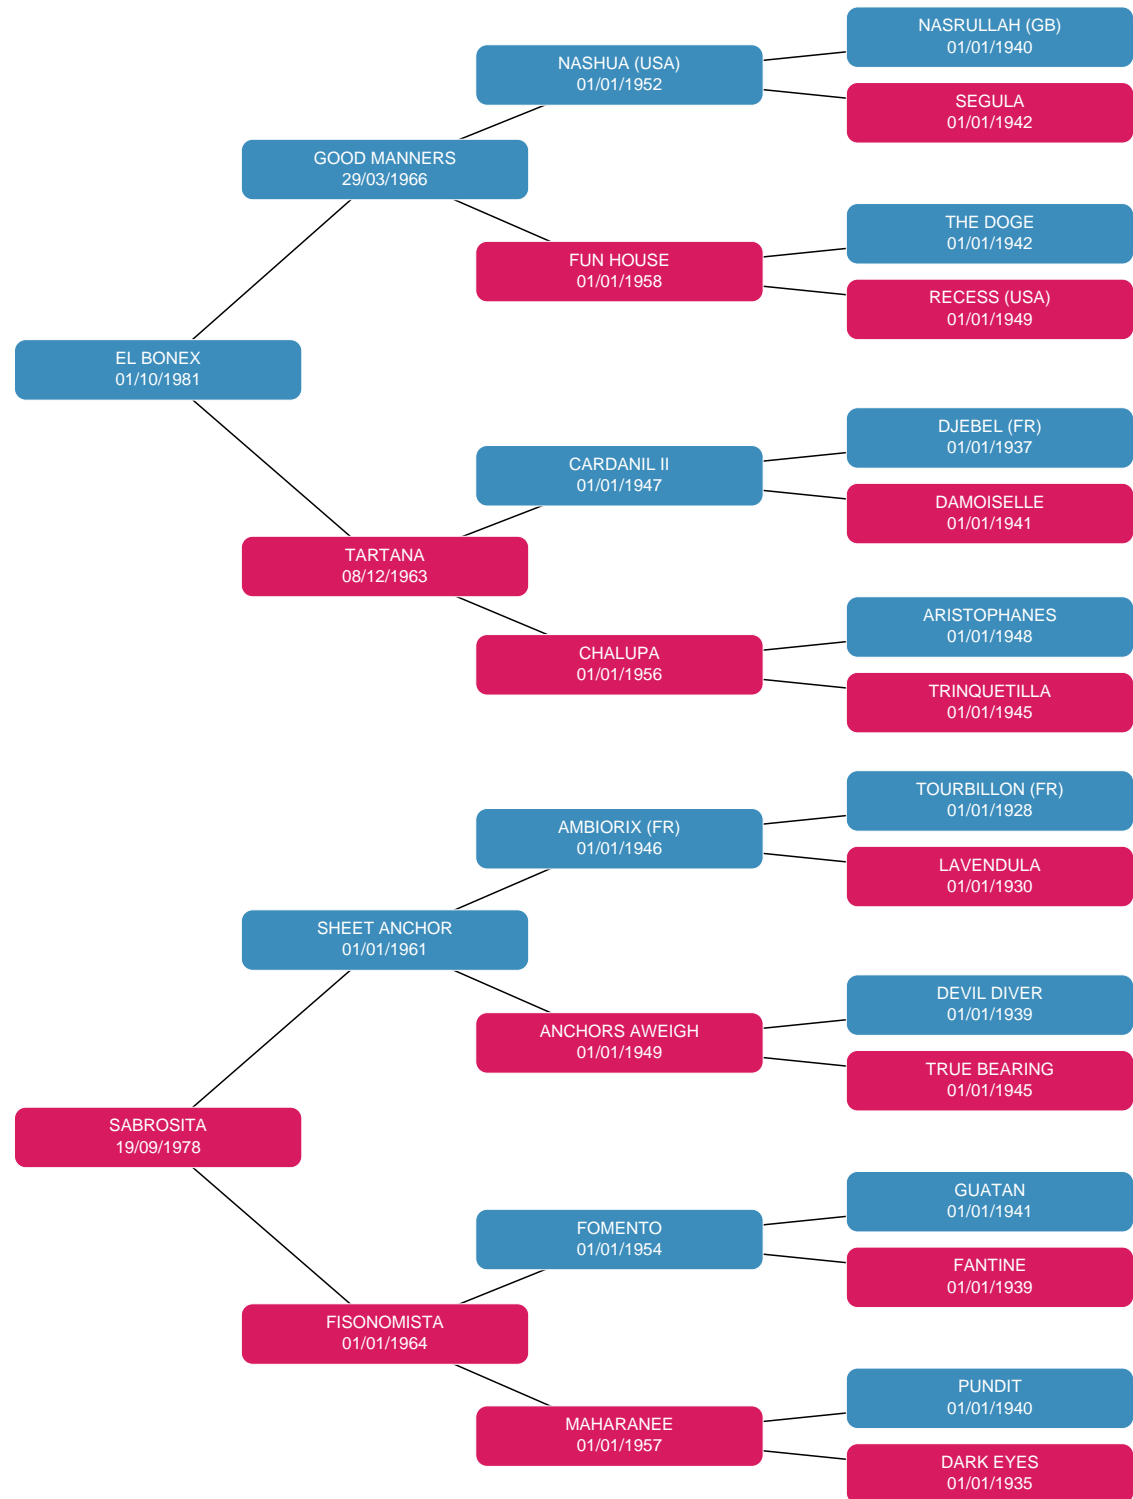 NASRULLAH (GB)
01/01/1940
NASHUA (USA)
01/01/1952
SEGULA
01/01/1942
GOOD MANNERS
29/03/1966
THE DOGE
01/01/1942
FUN HOUSE
01/01/1958
RECESS (USA)
01/01/1949
EL BONEX
01/10/1981
DJEBEL (FR)
01/01/1937
CARDANIL II
01/01/1947
DAMOISELLE
01/01/1941
TARTANA
08/12/1963
ARISTOPHANES
01/01/1948
CHALUPA
01/01/1956
TRINQUETILLA
01/01/1945
TOURBILLON (FR)
01/01/1928
AMBIORIX (FR)
01/01/1946
LAVENDULA
01/01/1930
SHEET ANCHOR
01/01/1961
DEVIL DIVER
01/01/1939
ANCHORS AWEIGH
01/01/1949
TRUE BEARING
01/01/1945
SABROSITA
19/09/1978
GUATAN
01/01/1941
FOMENTO
01/01/1954
FANTINE
01/01/1939
FISONOMISTA
01/01/1964
PUNDIT
01/01/1940
MAHARANEE
01/01/1957
DARK EYES
01/01/1935